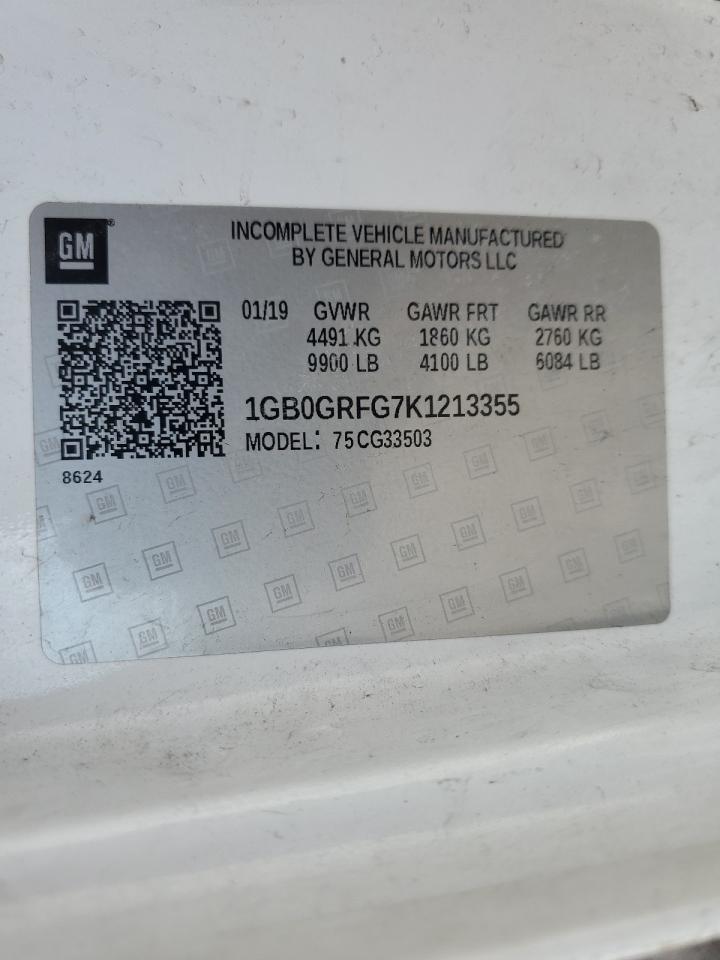 GM
INCOMPLETE VEHICLE MANUFACTURED
BY GENERAL MOTORS LLC
01/19 GVWR GAWR FRT GAWR RR
4491 KG 1860 KG 2760 KG
9900 LB 4100 LB 6084 LB
1GB0GRFG7K1213355
MODEL: 75CG33503
8624